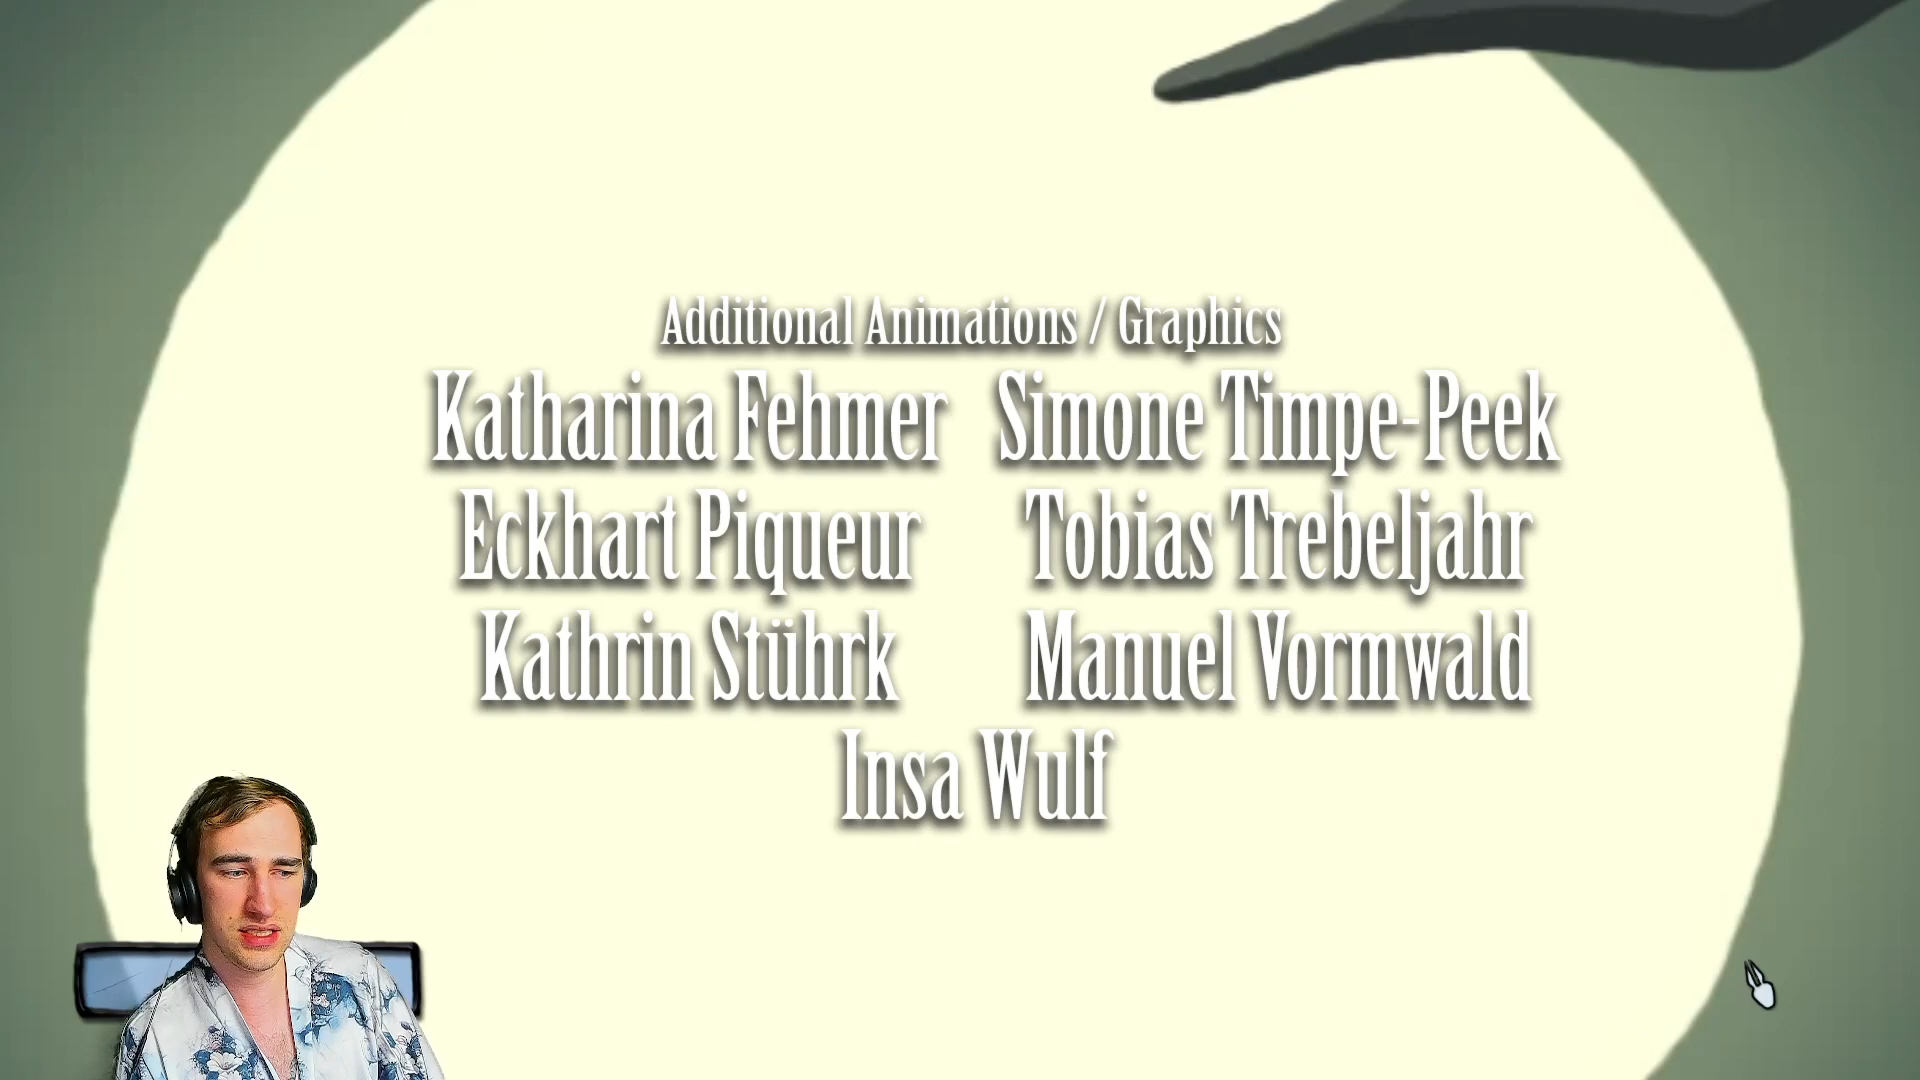 Additional Animations / Graphics
Katharina Fehmer Simone Timpe-Peek
Eckhart Piqueur Tobias Trebeljahr
Kathrin Stührk Manuel Vormwald
Insa Wulf